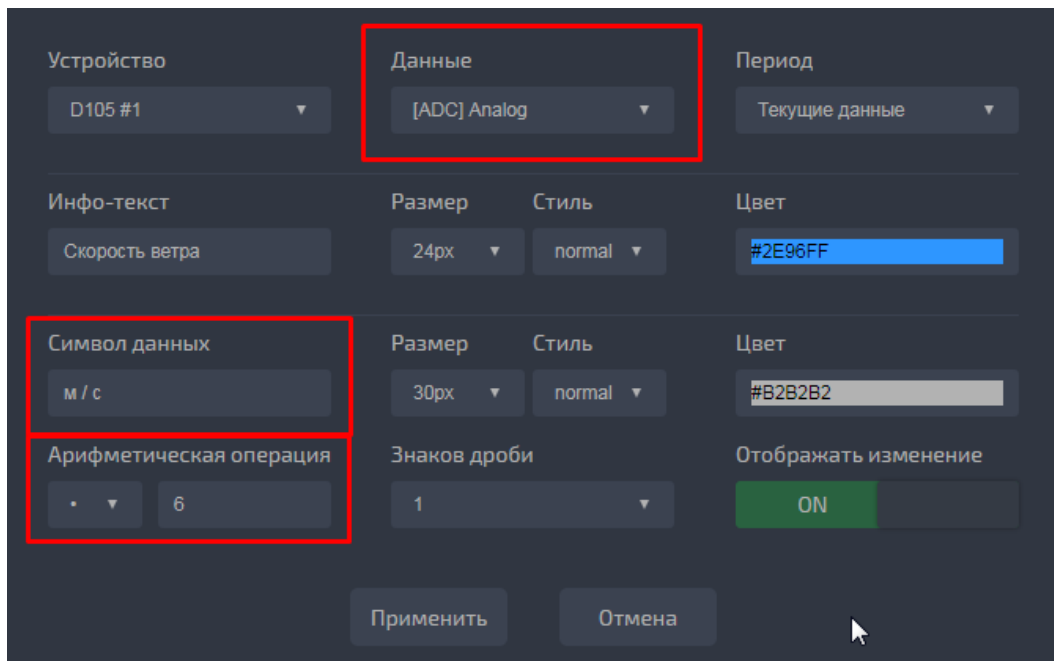 Устройство Данные Период
D105 #1 ▼ [ADC] Analog ▼ Текущие данные ▼
Инфо-текст Размер Стиль Цвет
Скорость ветра 24px ▼ normal ▼ #2E96FF
Символ данных Размер Стиль Цвет
м / с 30px ▼ normal ▼ #B2B2B2
Арифметическая операция Знаков дроби Отображать изменение
• ▼ 6 1 ▼ ON
Применить Отмена